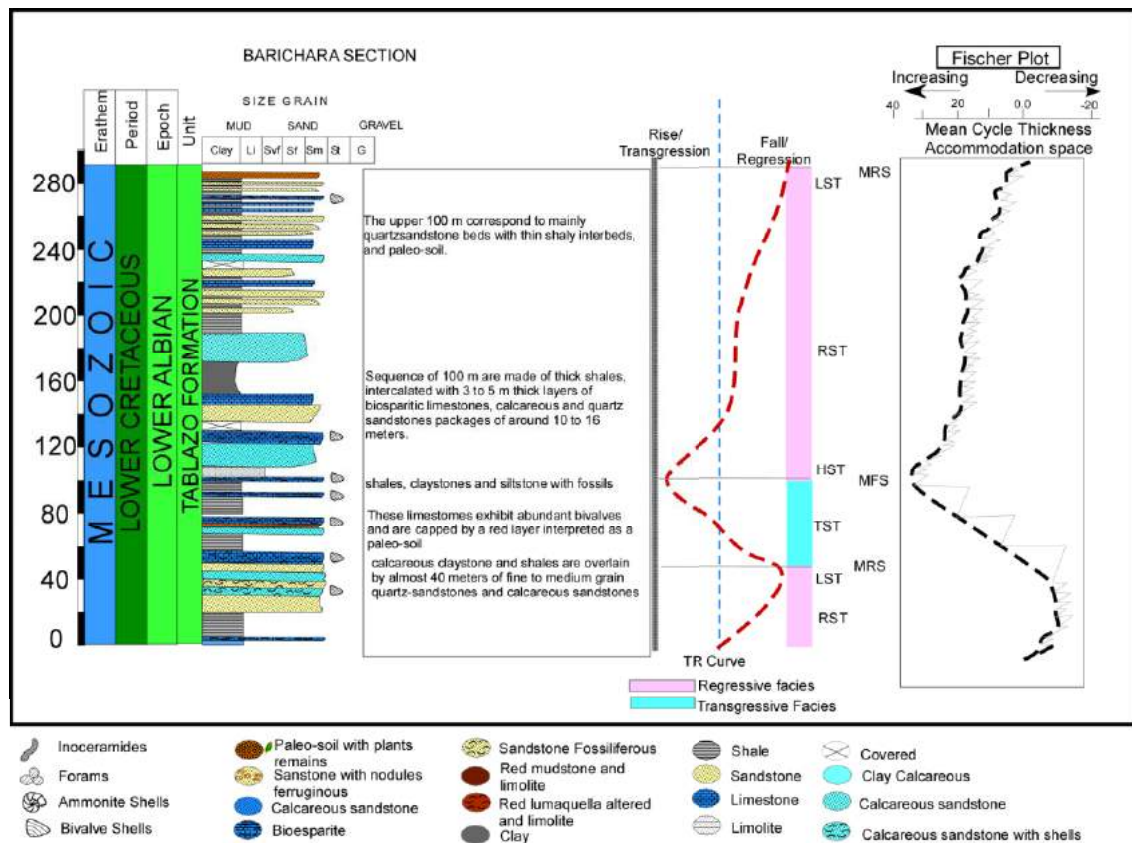 BARICHARA SECTION
Fischer Plot
Increasing
Decreasing
40
20
0.0
-20
Mean Cycle Thickness
Accommodation space
Erathem
Period
Epoch
Unit
SIZE GRAIN
MUD
SAND
GRAVEL
Clay
Li
Svf
Sf
Sm
St
G
Rise/
Transgression
Fall/
Regression
280
240
200
160
120
80
40
0
MESOZOIC
LOWER CRETACEOUS
LOWER ALBIAN
TABLAZO FORMATION
The upper 100 m correspond to mainly
quartzsandstone beds with thin shaly interbeds,
and paleo-soil.
Sequence of 100 m are made of thick shales,
intercalated with 3 to 5 m thick layers of
biosparitic limestones, calcareous and quartz
sandstones packages of around 10 to 16
meters.
shales, claystones and siltstone with fossils
These limestomes exhibit abundant bivalves
and are capped by a red layer interpreted as a
paleo-soil
calcareous claystone and shales are overlain
by almost 40 meters of fine to medium grain
quartz-sandstones and calcareous sandstones
LST
RST
HST
TST
LST
RST
MRS
MFS
MRS
TR Curve
Regressive facies
Transgressive Facies
Inoceramides
Forams
Ammonite Shells
Bivalve Shells
Paleo-soil with plants
remains
Sanstone with nodules
ferruginous
Calcareous sandstone
Bioesparite
Sandstone Fossiliferous
Red mudstone and
limolite
Red lumaquella altered
and limolite
Clay
Shale
Sandstone
Limestone
Limolite
Covered
Clay Calcareous
Calcareous sandstone
Calcareous sandstone with shells